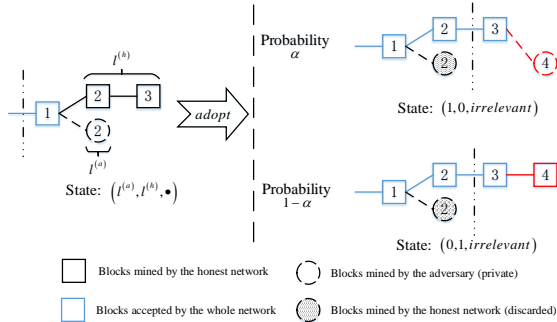 l^(h)
1
2
3
2
l^(a)
State: (l^(a), l^(h), •)
adopt
Probability
α
1
2
3
2
4
State: (1,0,irrelevant)
Probability
1-α
1
2
3
4
2
State: (0,1,irrelevant)
Blocks mined by the honest network
Blocks mined by the adversary (private)
Blocks accepted by the whole network
Blocks mined by the honest network (discarded)